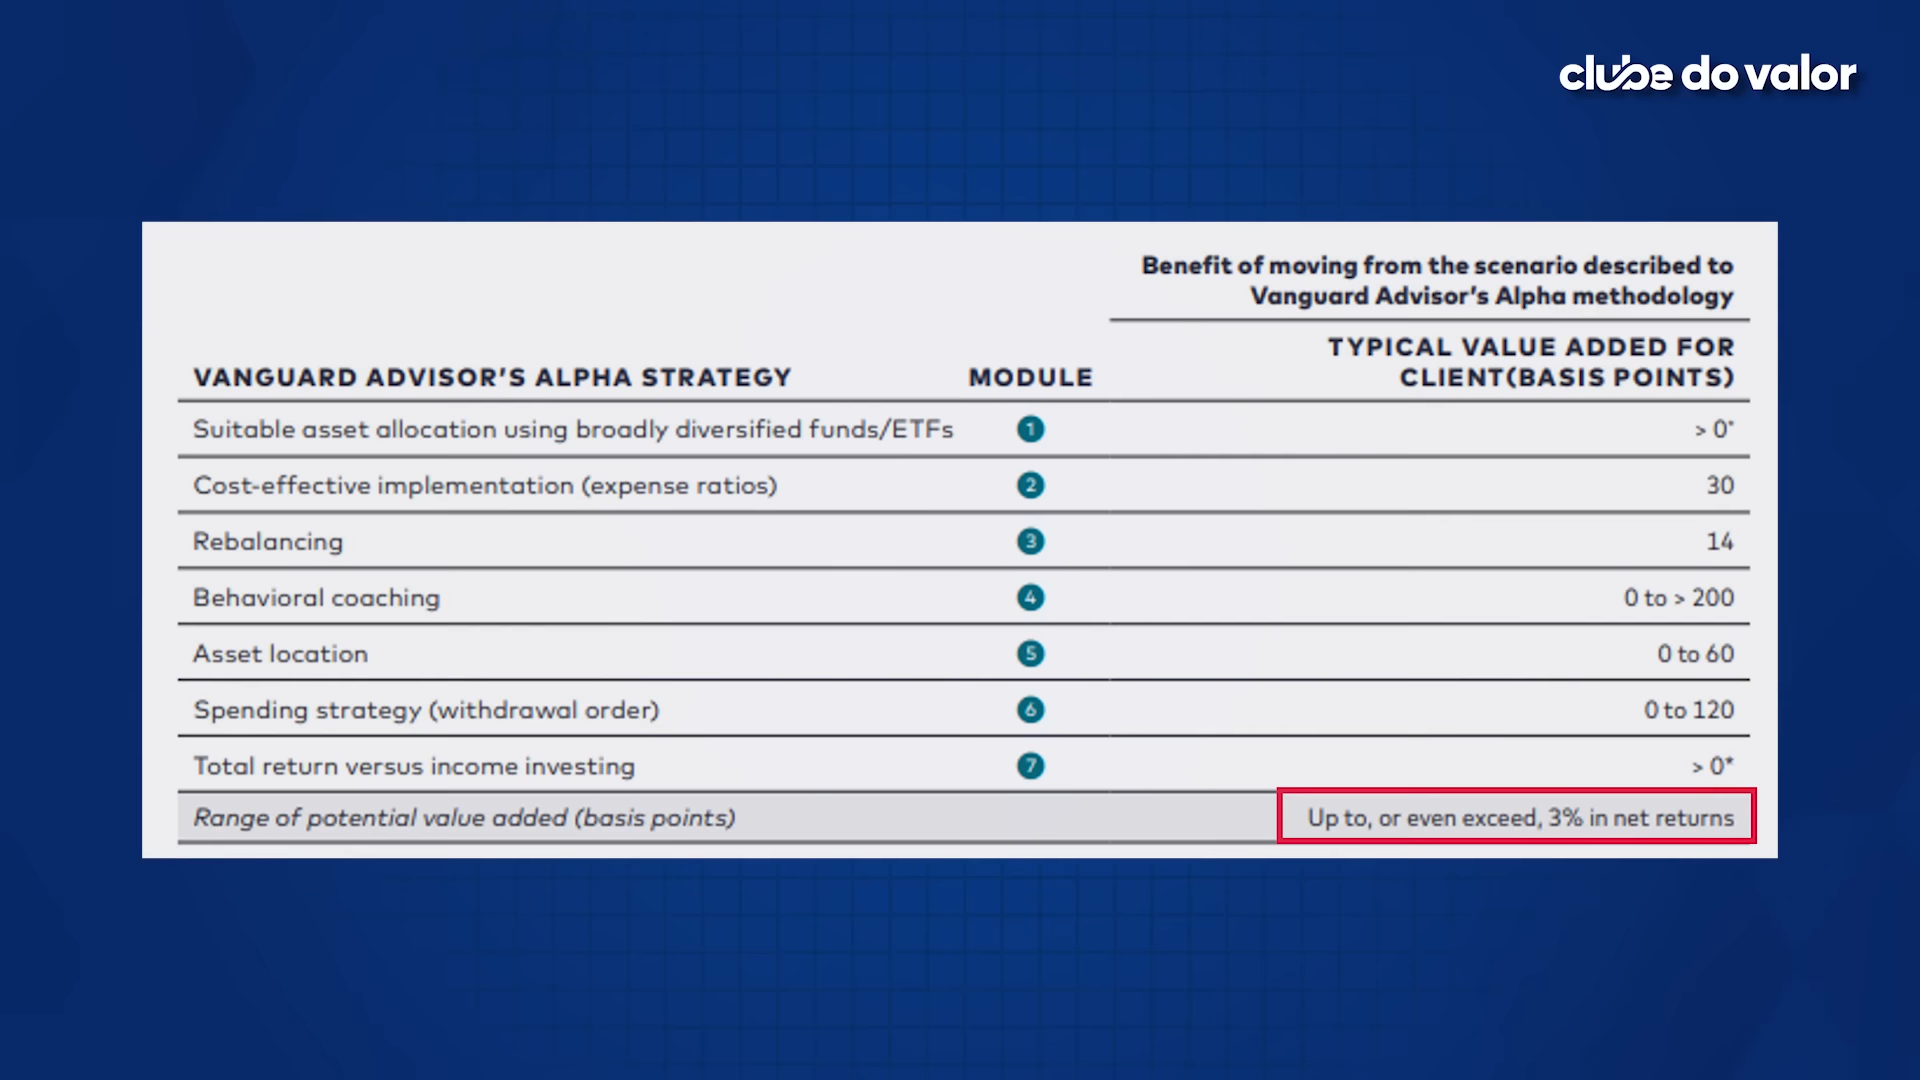 clube do valor
Benefit of moving from the scenario described to
Vanguard Advisor's Alpha methodology
TYPICAL VALUE ADDED FOR
VANGUARD ADVISOR'S ALPHA STRATEGY MODULE CLIENT(BASIS POINTS)
Suitable asset allocation using broadly diversified funds/ETFs 1 > 0*
Cost-effective implementation (expense ratios) 2 30
Rebalancing 3 14
Behavioral coaching 4 0 to > 200
Asset location 5 0 to 60
Spending strategy (withdrawal order) 6 0 to 120
Total return versus income investing 7 > 0*
Range of potential value added (basis points) Up to, or even exceed, 3% in net returns